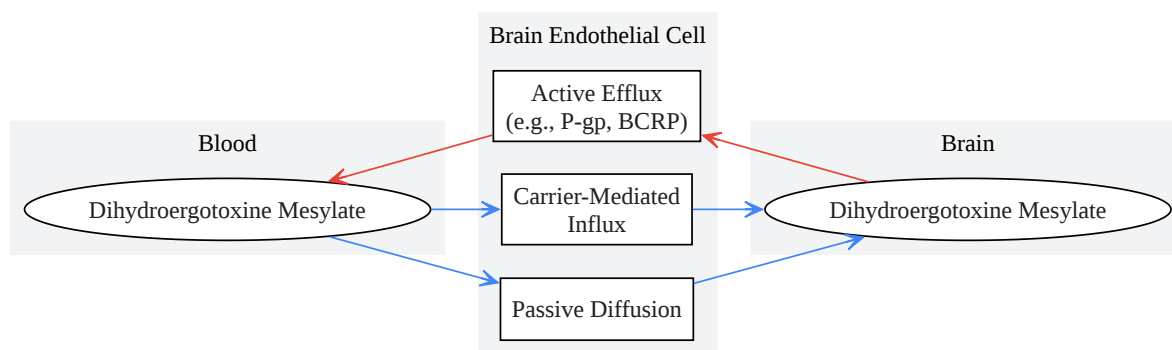 Brain Endothelial Cell
Active Efflux
(e.g., P-gp, BCRP)
Blood
Dihydroergotoxine Mesylate
Carrier-Mediated
Influx
Passive Diffusion
Brain
Dihydroergotoxine Mesylate